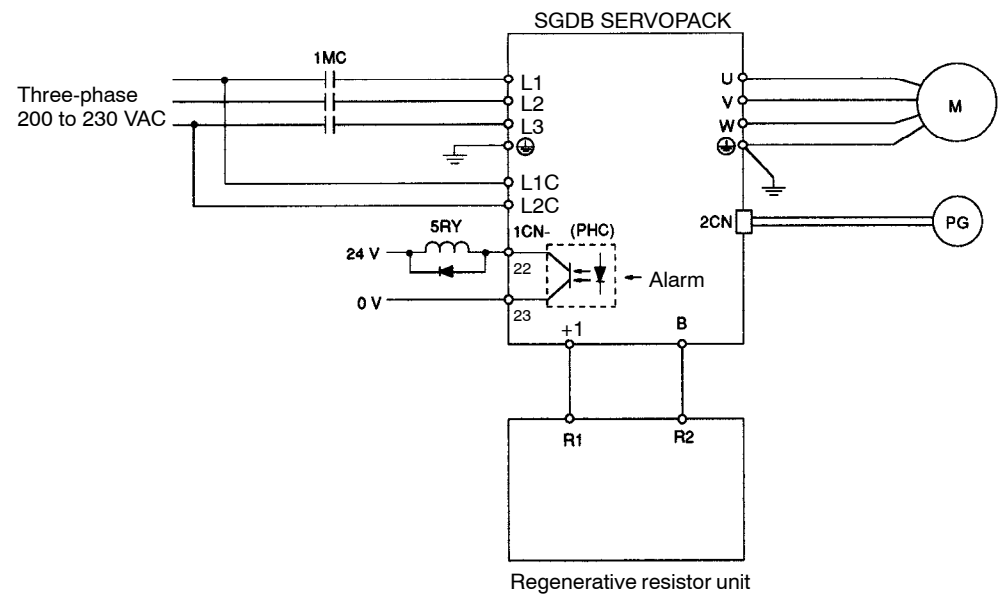 SGDB SERVOPACK
1MC
Three-phase
200 to 230 VAC
L1
L2
L3
L1C
L2C
U
V
W
M
2CN
PG
5RY
1CN-
(PHC)
24 V
22
Alarm
0 V
23
+1
B
R1
R2
Regenerative resistor unit